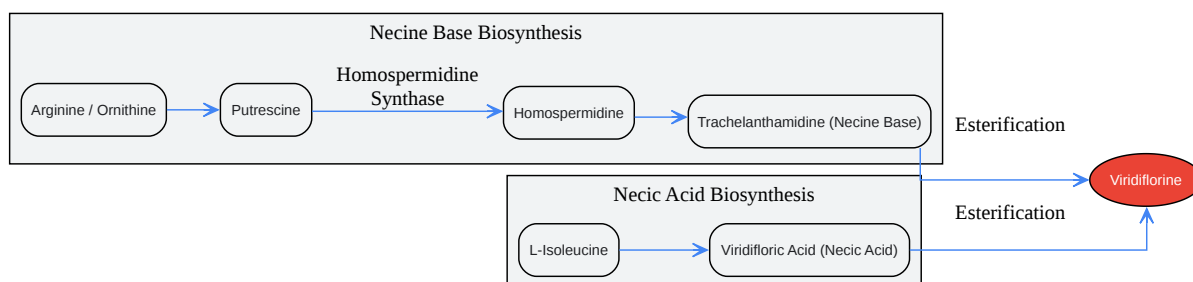 Necine Base Biosynthesis
Arginine / Ornithine
Putrescine
Homospermidine
Synthase
Homospermidine
Trachelanthamidine (Necine Base)
Esterification
Viridiflorine
Necic Acid Biosynthesis
Esterification
L-Isoleucine
Viridifloric Acid (Necic Acid)